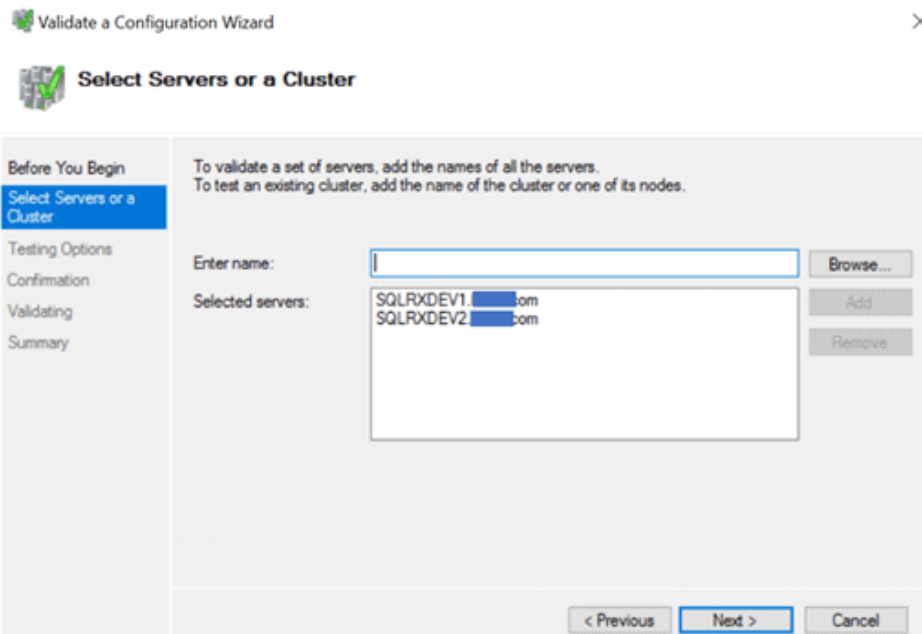 Validate a Configuration Wizard
Select Servers or a Cluster
Before You Begin
Select Servers or a
Cluster
Testing Options
Confirmation
Validating
Summary
To validate a set of servers, add the names of all the servers.
To test an existing cluster, add the name of the cluster or one of its nodes.
Enter name:
Browse...
Selected servers:
SQLRXDEV1. com
SQLRXDEV2. com
Add
Remove
< Previous
Next >
Cancel